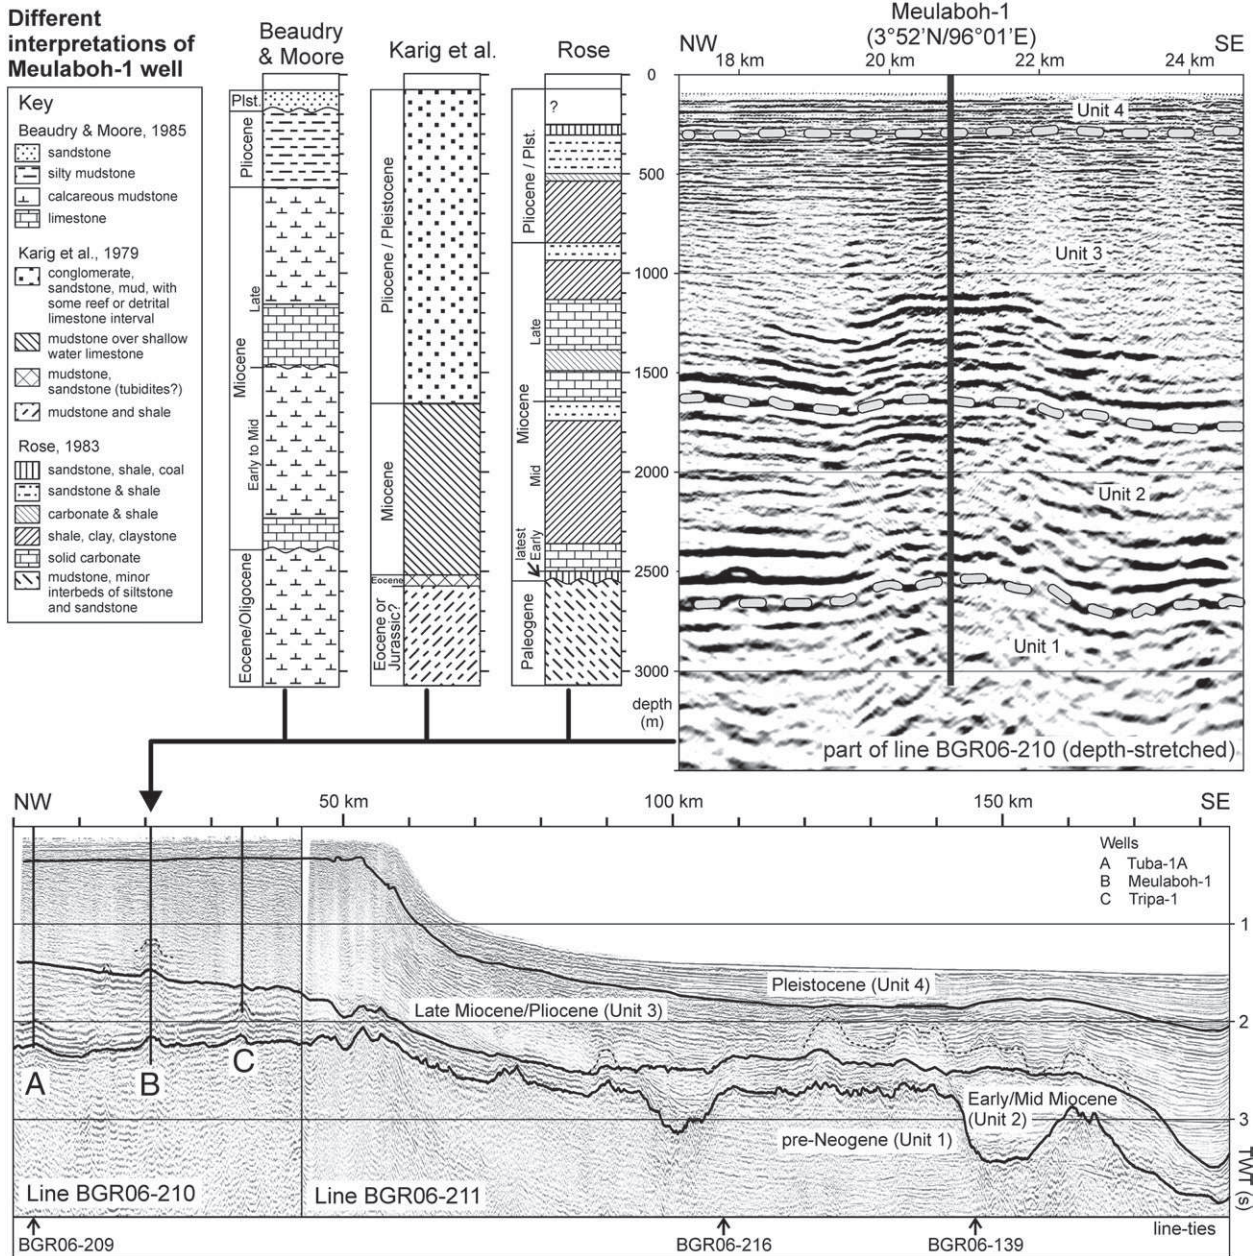 Different
interpretations of
Meulaboh-1 well
Key
Beaudry & Moore, 1985
sandstone
silty mudstone
calcareous mudstone
limestone
Karig et al., 1979
conglomerate,
sandstone, mud, with
some reef or detrital
limestone interval
mudstone over shallow
water limestone
mudstone,
sandstone (tubidites?)
mudstone and shale
Rose, 1983
sandstone, shale, coal
sandstone & shale
carbonate & shale
shale, clay, claystone
solid carbonate
mudstone, minor
interbeds of siltstone
and sandstone
Beaudry
& Moore
Plst.
Pliocene
Late
Miocene
Early to Mid
Eocene/Oligocene
Karig et al.
Pliocene / Pleistocene
Miocene
Eocene
Eocene or
Jurassic?
Rose
?
Pliocene / Plst.
Late
Miocene
Mid
latest
Early
Paleogene
0
500
1000
1500
2000
2500
3000
depth
(m)
Meulaboh-1
(3°52'N/96°01'E)
NW
SE
18 km
20 km
22 km
24 km
Unit 4
Unit 3
Unit 2
Unit 1
part of line BGR06-210 (depth-stretched)
NW
50 km
100 km
150 km
SE
Wells
A Tuba-1A
B Meulaboh-1
C Tripa-1
1
2
3
TWT (s)
Pleistocene (Unit 4)
Late Miocene/Pliocene (Unit 3)
Early/Mid Miocene
(Unit 2)
pre-Neogene (Unit 1)
A
B
C
Line BGR06-210
Line BGR06-211
line-ties
BGR06-209
BGR06-216
BGR06-139